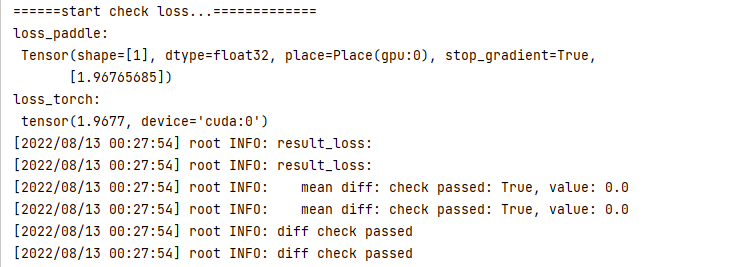 ======start check loss...=============
loss_paddle:
 Tensor(shape=[1], dtype=float32, place=Place(gpu:0), stop_gradient=True,
       [1.96765685])
loss_torch:
 tensor(1.9677, device='cuda:0')
[2022/08/13 00:27:54] root INFO: result_loss:
[2022/08/13 00:27:54] root INFO: result_loss:
[2022/08/13 00:27:54] root INFO:    mean diff: check passed: True, value: 0.0
[2022/08/13 00:27:54] root INFO:    mean diff: check passed: True, value: 0.0
[2022/08/13 00:27:54] root INFO: diff check passed
[2022/08/13 00:27:54] root INFO: diff check passed